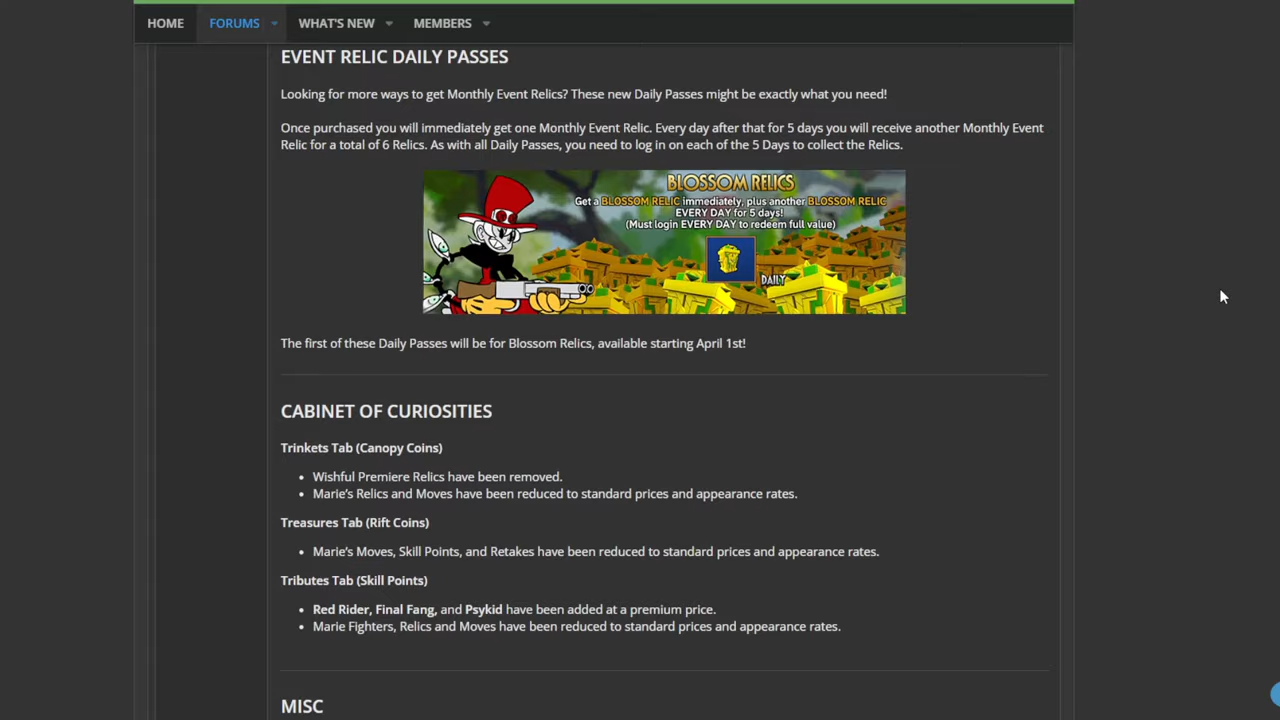 HOME FORUMS WHAT'S NEW MEMBERS
EVENT RELIC DAILY PASSES
Looking for more ways to get Monthly Event Relics? These new Daily Passes might be exactly what you need!
Once purchased you will immediately get one Monthly Event Relic. Every day after that for 5 days you will receive another Monthly Event
Relic for a total of 6 Relics. As with all Daily Passes, you need to log in on each of the 5 Days to collect the Relics.
BLOSSOM RELICS
Get a BLOSSOM RELIC immediately, plus another BLOSSOM RELIC
EVERY DAY for 5 days!
(Must login EVERY DAY to redeem full value)
DAILY
The first of these Daily Passes will be for Blossom Relics, available starting April 1st!
CABINET OF CURIOSITIES
Trinkets Tab (Canopy Coins)
• Wishful Premiere Relics have been removed.
• Marie's Relics and Moves have been reduced to standard prices and appearance rates.
Treasures Tab (Rift Coins)
• Marie's Moves, Skill Points, and Retakes have been reduced to standard prices and appearance rates.
Tributes Tab (Skill Points)
• Red Rider, Final Fang, and Psykid have been added at a premium price.
• Marie Fighters, Relics and Moves have been reduced to standard prices and appearance rates.
MISC